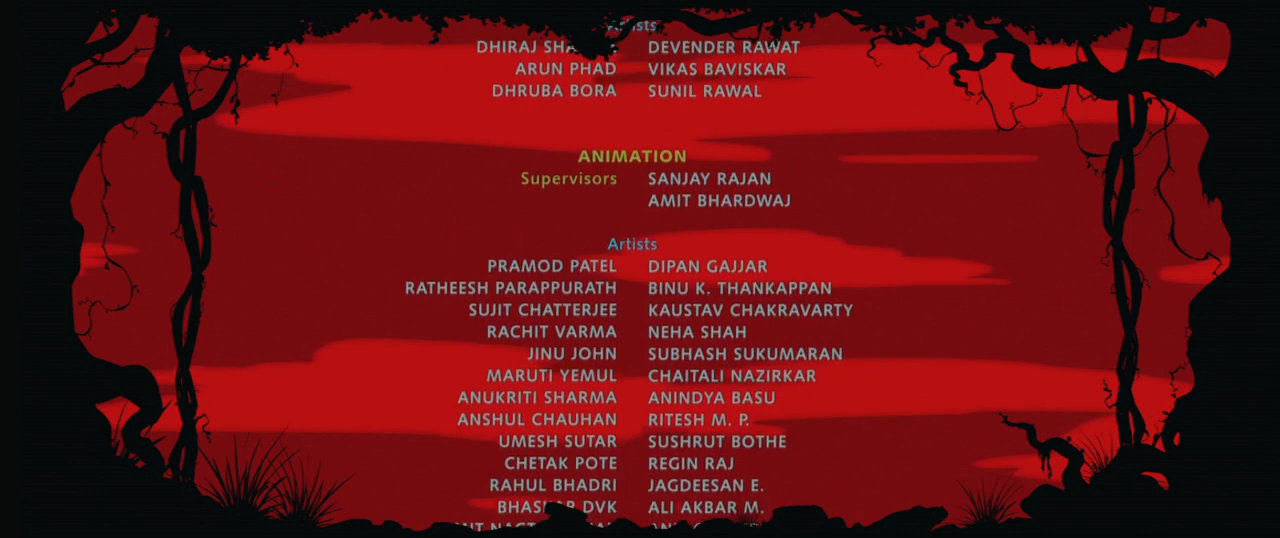 Artists
DHIRAJ DEVENDER RAWAT
ARUN PHAD VIKAS BAVISKAR
DHRUBA BORA SUNIL RAWAL
ANIMATION
Supervisors SANJAY RAJAN
AMIT BHARDWAJ
Artists
PRAMOD PATEL DIPAN GAJJAR
RATHEESH PARAPPURATH BINU K. THANKAPPAN
SUJIT CHATTERJEE KAUSTAV CHAKRAVARTY
RACHIT VARMA NEHA SHAH
JINU JOHN SUBHASH SUKUMARAN
MARUTI YEMUL CHAITALI NAZIRKAR
ANUKRITI SHARMA ANINDYA BASU
ANSHUL CHAUHAN RITESH M. P.
UMESH SUTAR SUSHRUT BOTHE
CHETAK POTE REGIN RAJ
RAHUL BHADRI JAGDEESAN E.
BHASKAR DVK ALI AKBAR M.